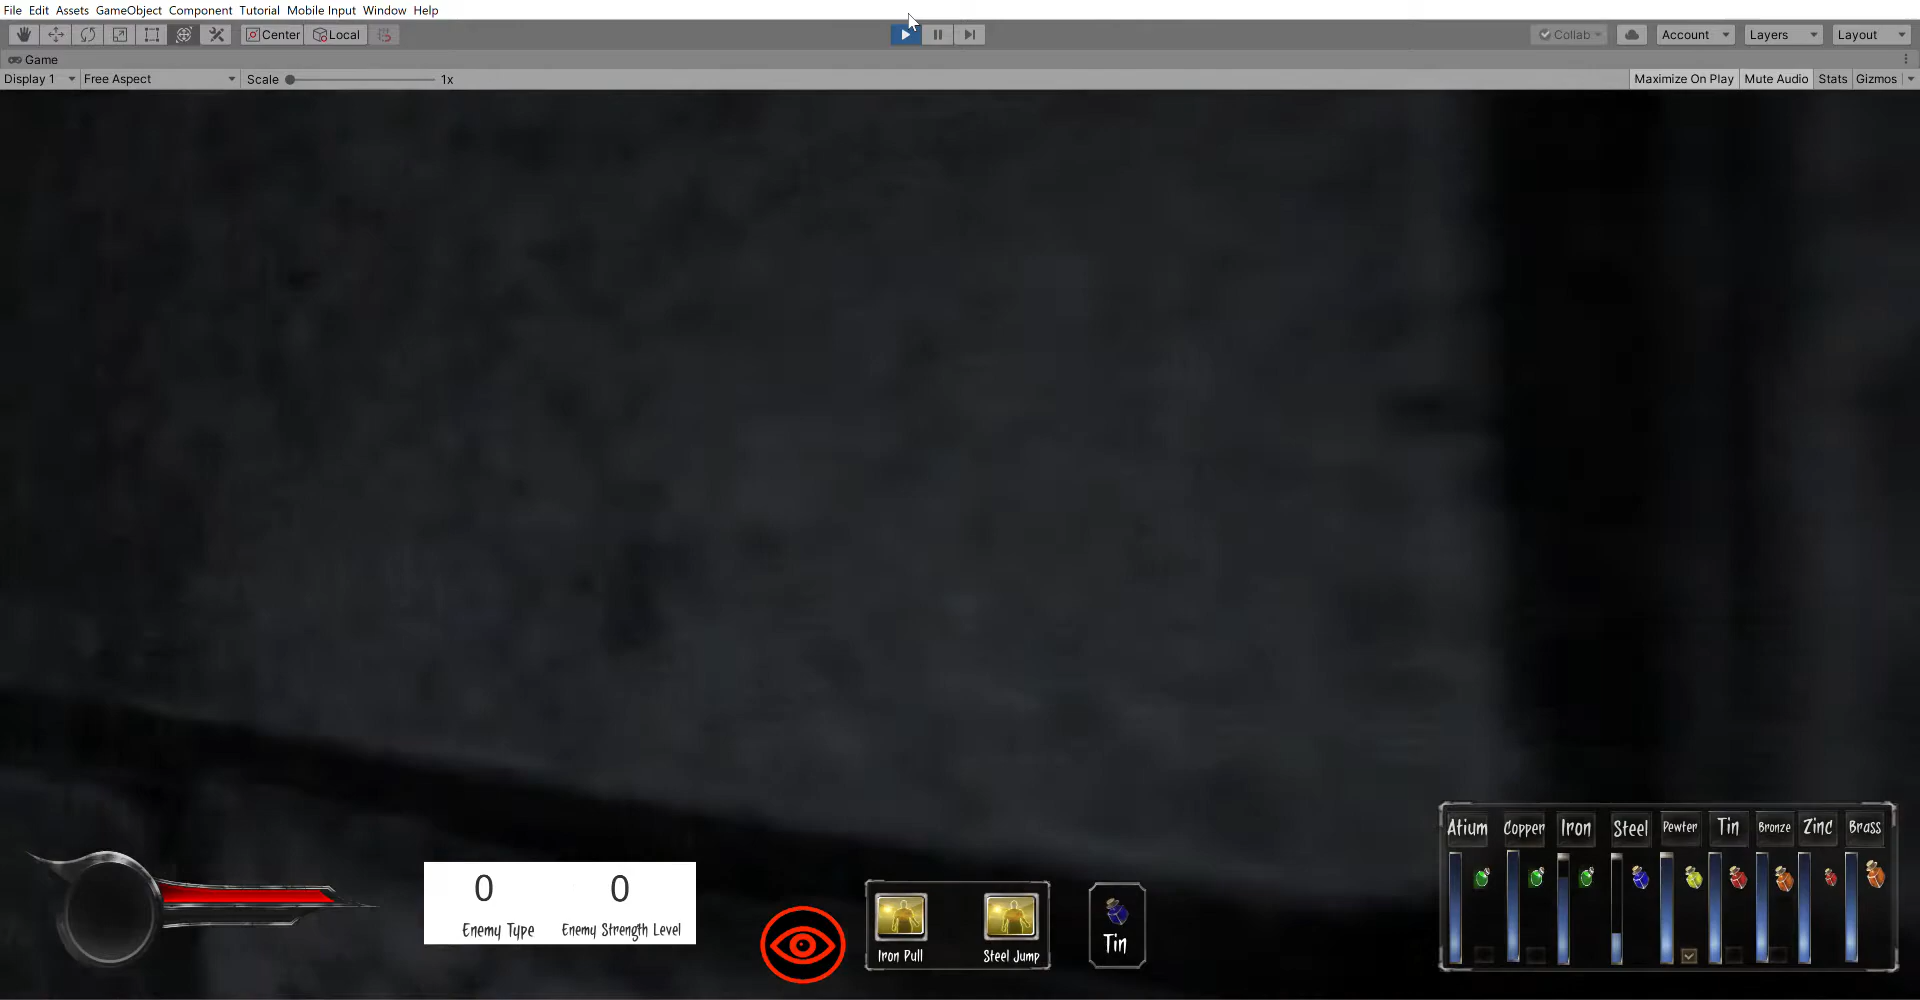 File Edit Assets GameObject Component Tutorial Mobile Input Window Help
Center Local Collab Account Layers Layout
Game
Display 1 Free Aspect Scale 1x Maximize On Play Mute Audio Stats Gizmos
Atium Copper Iron Steel Pewter Tin Bronze Zinc Brass
0 0
Enemy Type Enemy Strength Level
Iron Pull Steel Jump Tin